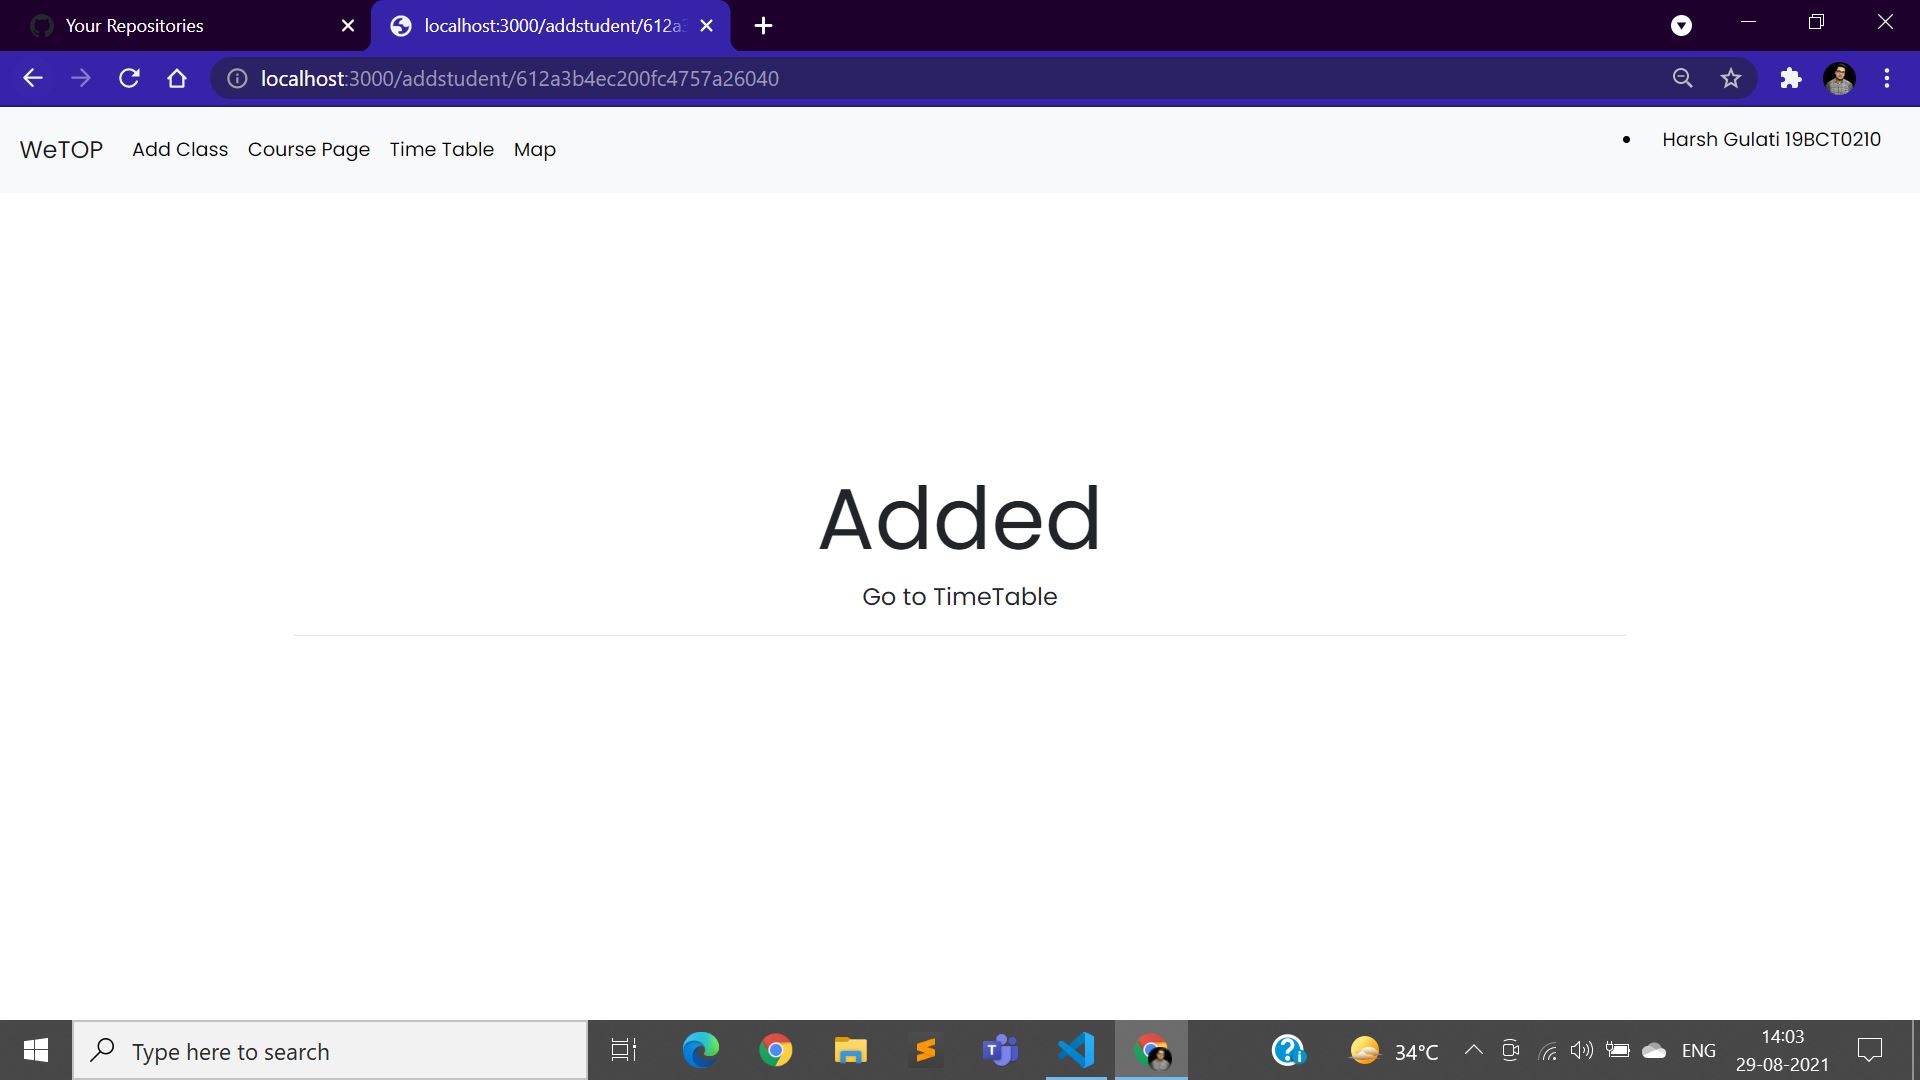 Your Repositories
localhost:3000/addstudent/612a
localhost:3000/addstudent/612a3b4ec200fc4757a26040
WeTOP Add Class Course Page Time Table Map
• Harsh Gulati 19BCT0210
Added
Go to TimeTable
Type here to search
34°C ENG
14:03
29-08-2021